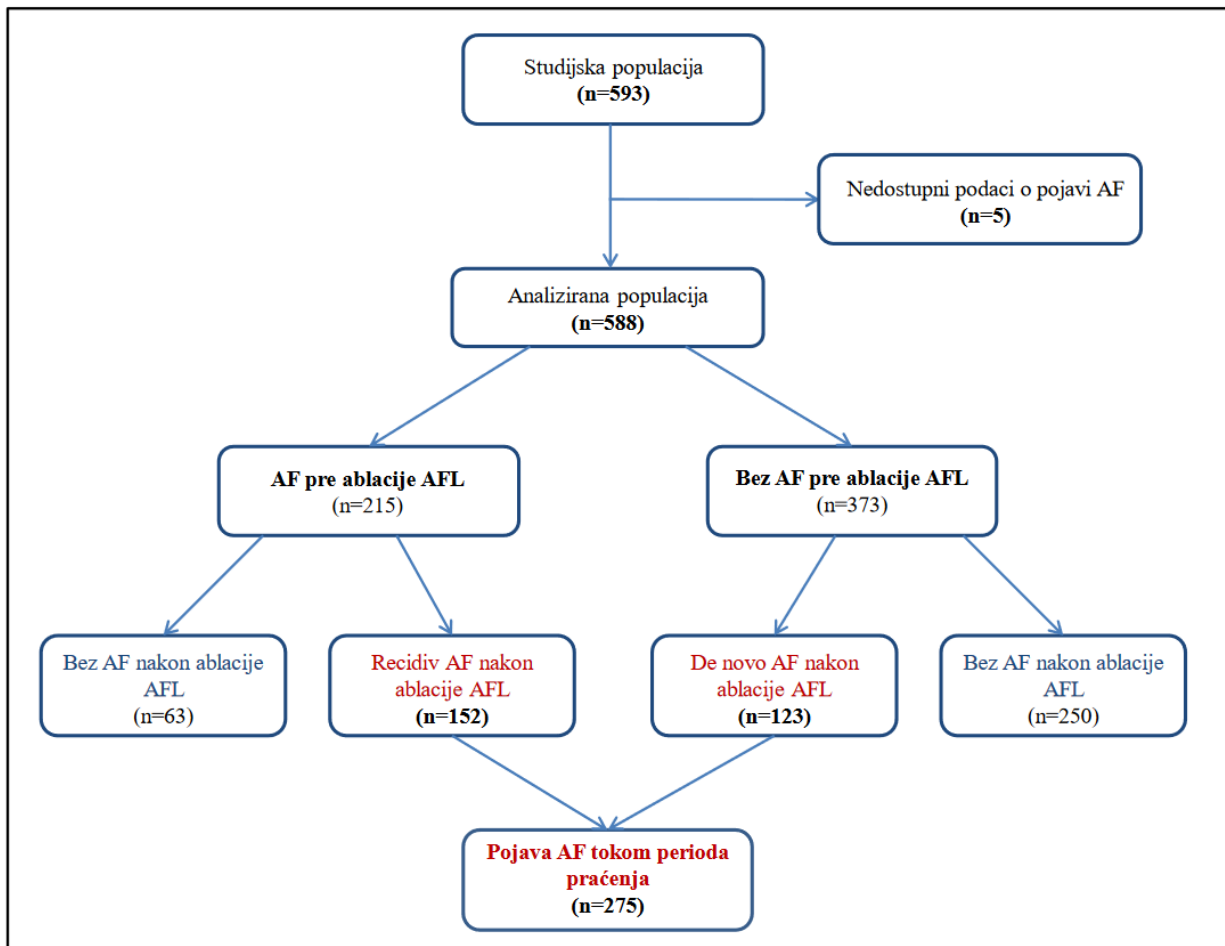 Studijska populacija
(n=593)
Nedostupni podaci o pojavi AF
(n=5)
Analizirana populacija
(n=588)
AF pre ablacije AFL
(n=215)
Bez AF pre ablacije AFL
(n=373)
Bez AF nakon ablacije
AFL
(n=63)
Recidiv AF nakon
ablacije AFL
(n=152)
De novo AF nakon
ablacije AFL
(n=123)
Bez AF nakon ablacije
AFL
(n=250)
Pojava AF tokom perioda
praćenja
(n=275)